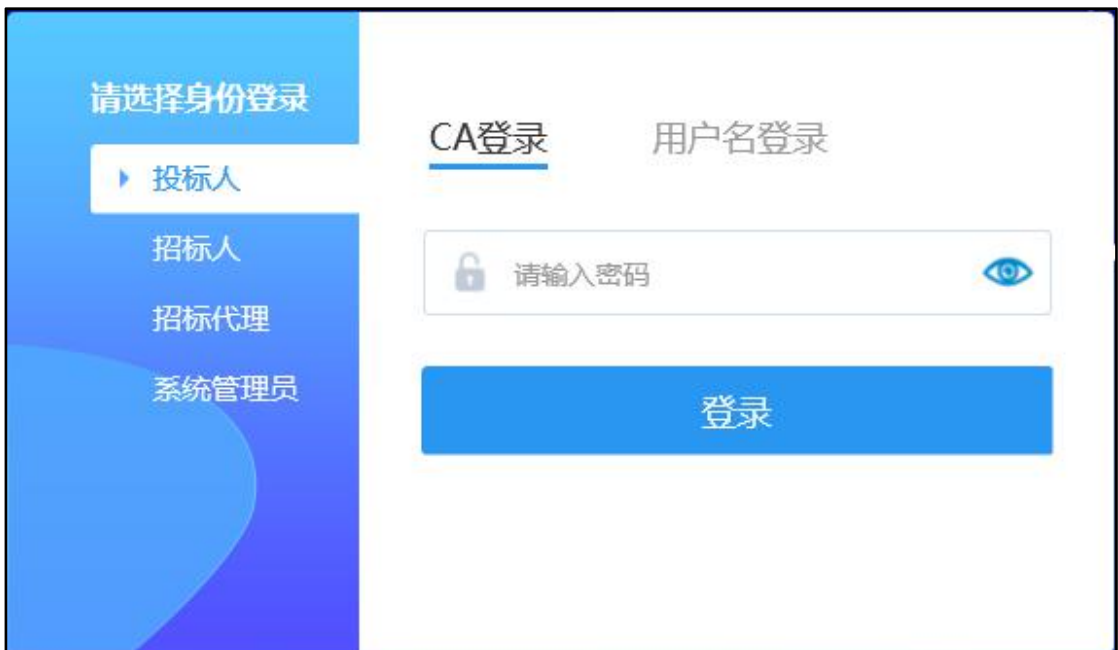 请选择身份登录
投标人
招标人
招标代理
系统管理员
CA登录 用户名登录
请输入密码
登录